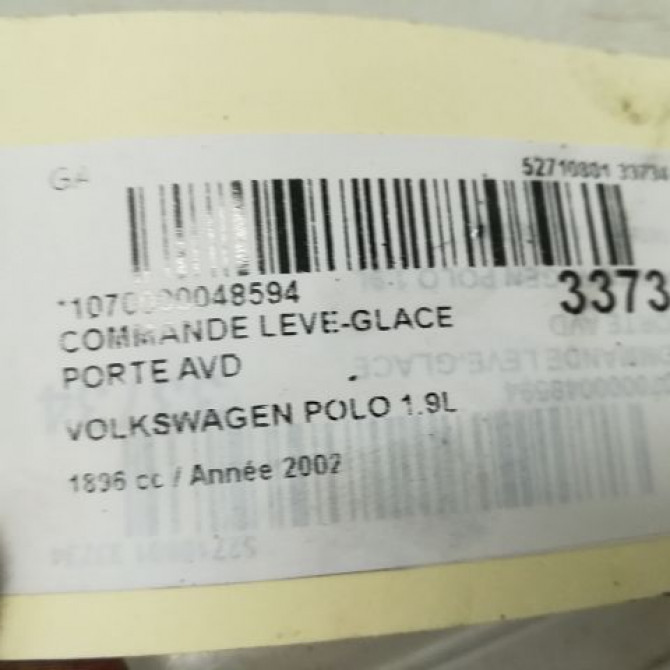 GA
52710801 33734
*1070000048594
3373
COMMANDE LEVE-GLACE
PORTE AVD
VOLKSWAGEN POLO 1.9L
1896 cc / Année 2002